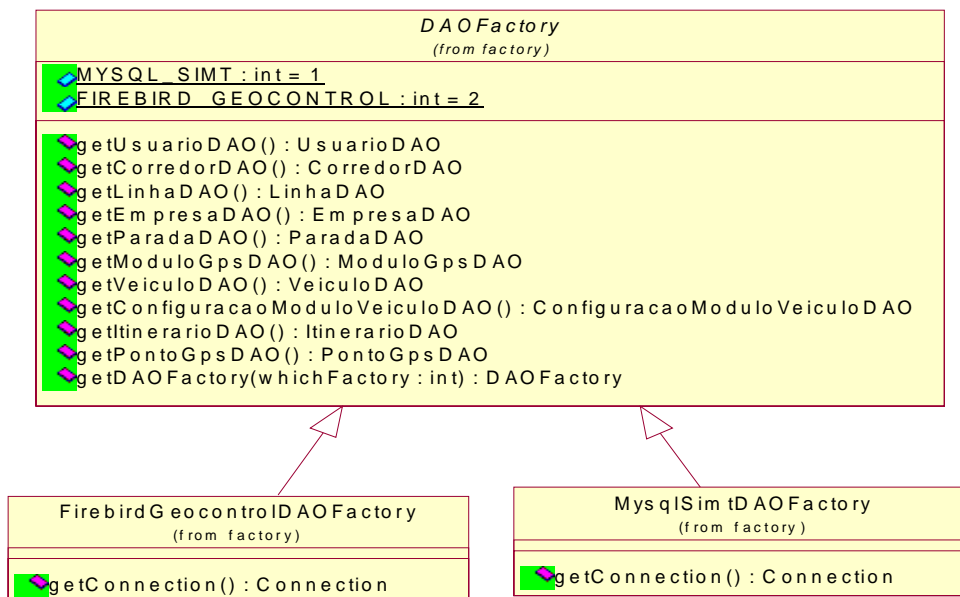 DAOFactory
(from factory)
MYSQL_SIMT : int = 1
FIREBIRD_GEOCONTROL : int = 2
getUsuarioDAO() : UsuarioDAO
getCorredorDAO() : CorredorDAO
getLinhaDAO() : LinhaDAO
getEmpresaDAO() : EmpresaDAO
getParadaDAO() : ParadaDAO
getModuloGpsDAO() : ModuloGpsDAO
getVeiculoDAO() : VeiculoDAO
getConfiguracaoModuloVeiculoDAO() : ConfiguracaoModuloVeiculoDAO
getItinerarioDAO() : ItinerarioDAO
getPontoGpsDAO() : PontoGpsDAO
getDAOFactory(whichFactory : int) : DAOFactory
FirebirdGeocontrolDAOFactory
(from factory)
getConnection() : Connection
MysqlSimtDAOFactory
(from factory)
getConnection() : Connection